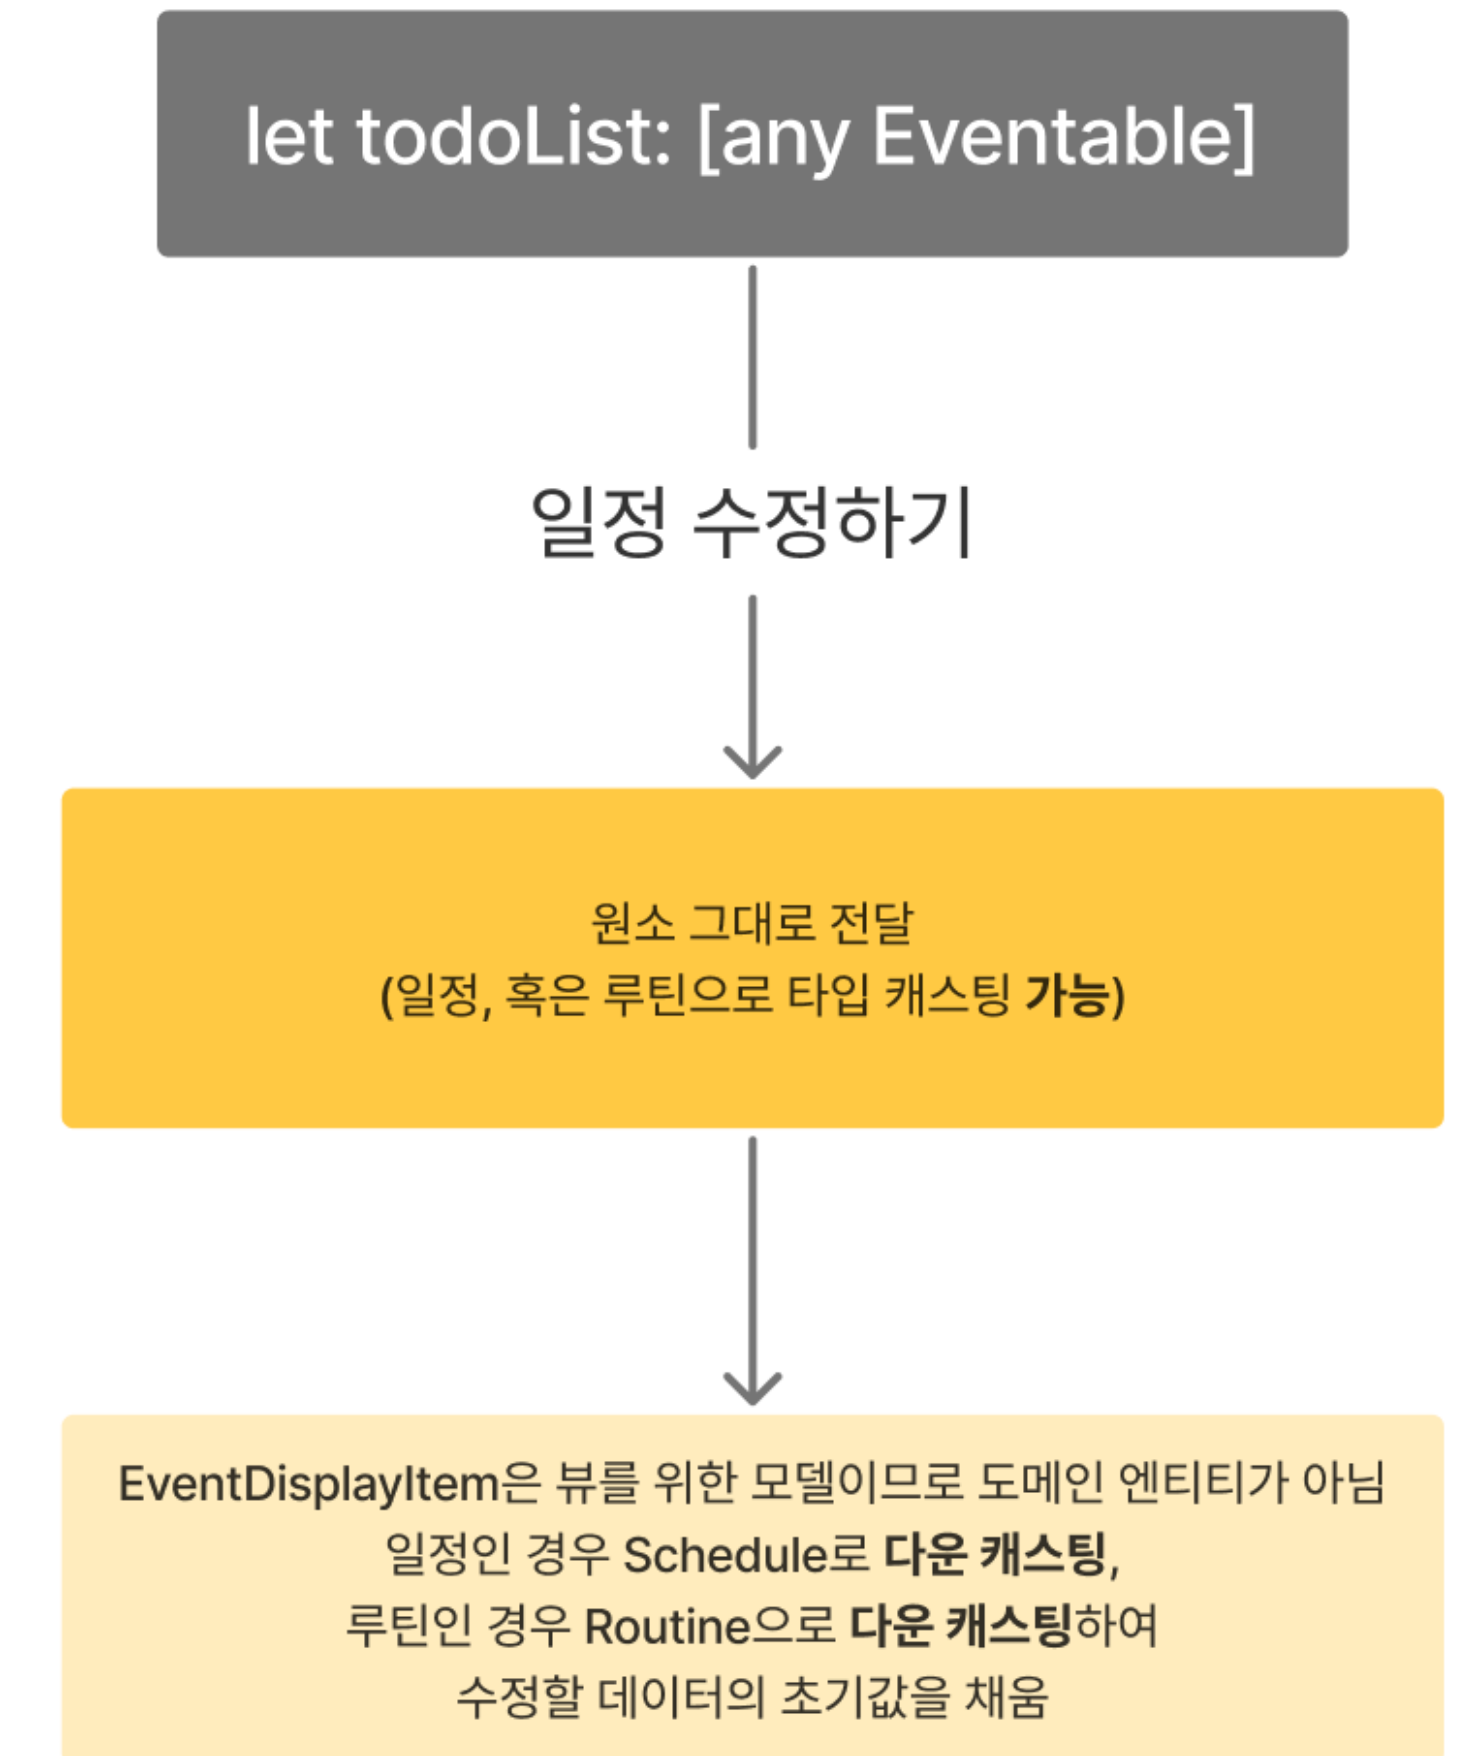 let todoList: [any Eventable]
일정 수정하기
원소 그대로 전달
(일정, 혹은 루틴으로 타입 캐스팅 가능)
EventDisplayItem은 뷰를 위한 모델이므로 도메인 엔티티가 아님
일정인 경우 Schedule로 다운 캐스팅,
루틴인 경우 Routine으로 다운 캐스팅하여
수정할 데이터의 초기값을 채움